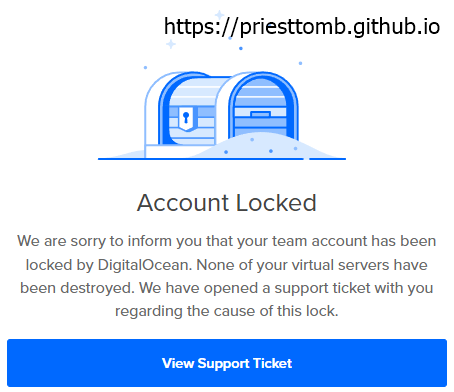 https://priesttomb.github.io
Account Locked
We are sorry to inform you that your team account has been
locked by DigitalOcean. None of your virtual servers have
been destroyed. We have opened a support ticket with you
regarding the cause of this lock.
View Support Ticket